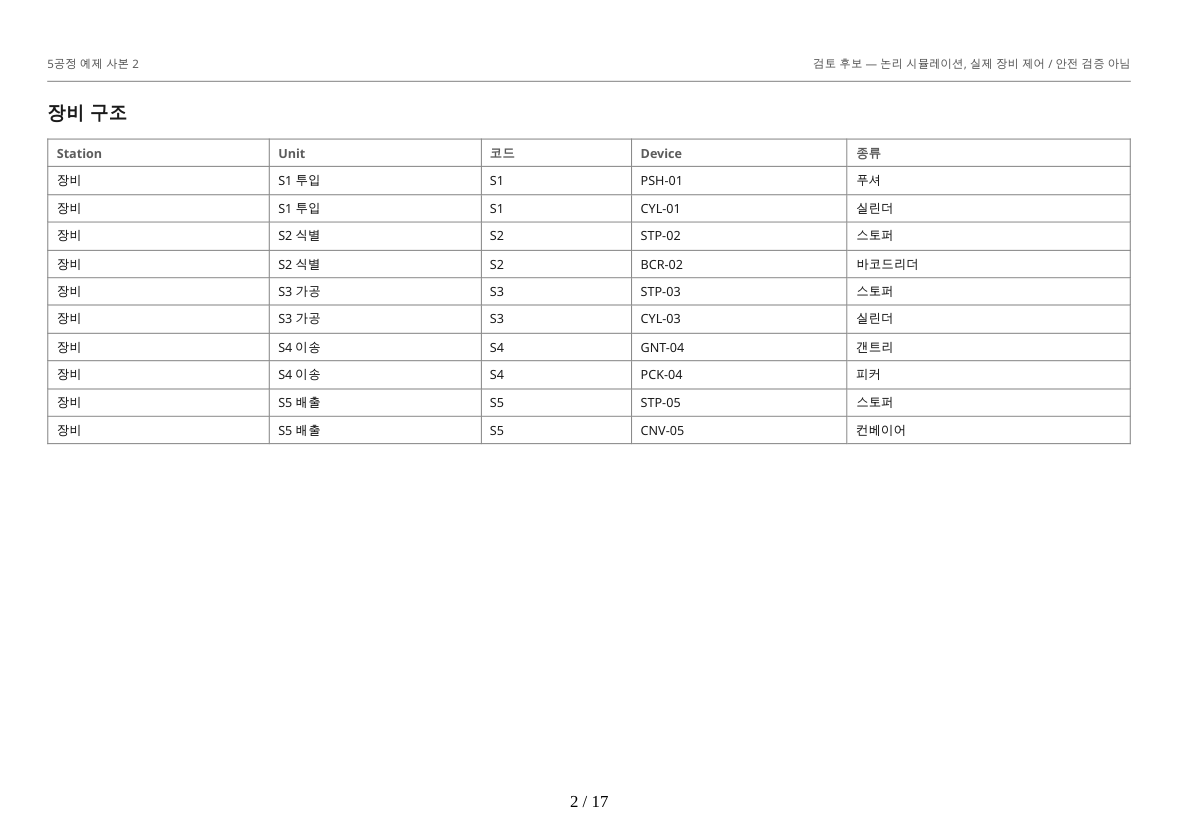 5공정 예제 사본 2
검토 후보 — 논리 시뮬레이션, 실제 장비 제어 / 안전 검증 아님
장비 구조
Station Unit 코드 Device 종류
장비 S1 투입 S1 PSH-01 푸셔
장비 S1 투입 S1 CYL-01 실린더
장비 S2 식별 S2 STP-02 스토퍼
장비 S2 식별 S2 BCR-02 바코드리더
장비 S3 가공 S3 STP-03 스토퍼
장비 S3 가공 S3 CYL-03 실린더
장비 S4 이송 S4 GNT-04 갠트리
장비 S4 이송 S4 PCK-04 피커
장비 S5 배출 S5 STP-05 스토퍼
장비 S5 배출 S5 CNV-05 컨베이어
2 / 17